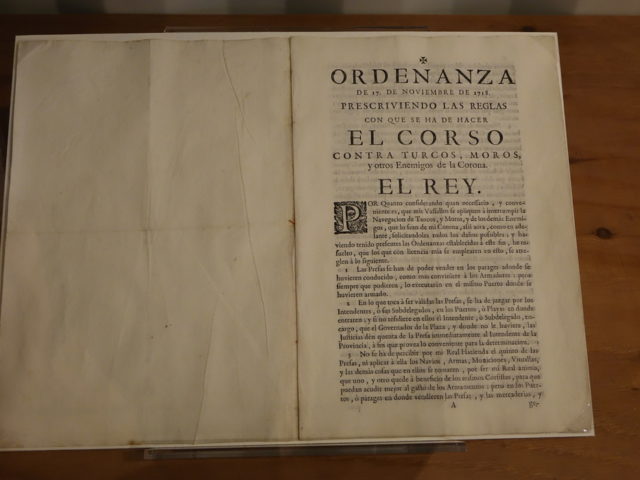 ORDENANZA
DE 17. DE NOVIEMBRE DE 1718.
PRESCRIVIENDO LAS REGLAS
CON QUE SE HA DE HACER
EL CORSO
CONTRA TURCOS, MOROS,
y otros Enemigos de la Corona.
EL REY.
POR Quanto considerando quan necessario, y conve-
niente es, que mis Vassallos se apliquen à interrumpir la
Navegacion de Turcos, y Moros, y de los demàs Enemi-
gos, que lo sean de mi Corona, assi aora, como en ade-
lante, solicitandoles todos los daños possibles; y ha-
viendo tenido presentes las Ordenanzas establecidas à este fin, he re-
suelto, que los que con licencia mia se emplearen en esto, se arre-
glen à lo siguiente.
1 Las Presas se han de poder vender en los parages adonde se
huvieren conducido, como mas conviniere à los Armadores: pero
siempre que pudieren, lo executaràn en el mismo Puerto donde se
huvieren armado.
2 En lo que toca à ser vàlidas las Presas, se ha de juzgar por los
Intendentes, ò sus Subdelegados, en los Puertos, ò Plazas en donde
entraren; y si no residiere en ellos el Intendente, ò Subdelegado, en-
cargo, que el Governador de la Plaza, y donde no le huviere, las
Justicias dèn quenta de la Presa immediatamente al Intendente de la
Provincia, à fin que provea lo conveniente para la determinacion.
3 No se ha de percibir por mi Real Hacienda el quinto de las
Presas, ni aplicar à ella los Navios, Armas, Municiones, Vituallas,
y las demàs cosas que en ellos se tomaren, por ser mi Real animo,
que uno, y otro quede à beneficio de los mismos Corsistas, para que
puedan acudir mejor al gasto de los Armamentos: pero en los Puer-
tos, ò parages en donde vendieren las Presas, y las mercaderias, y
A